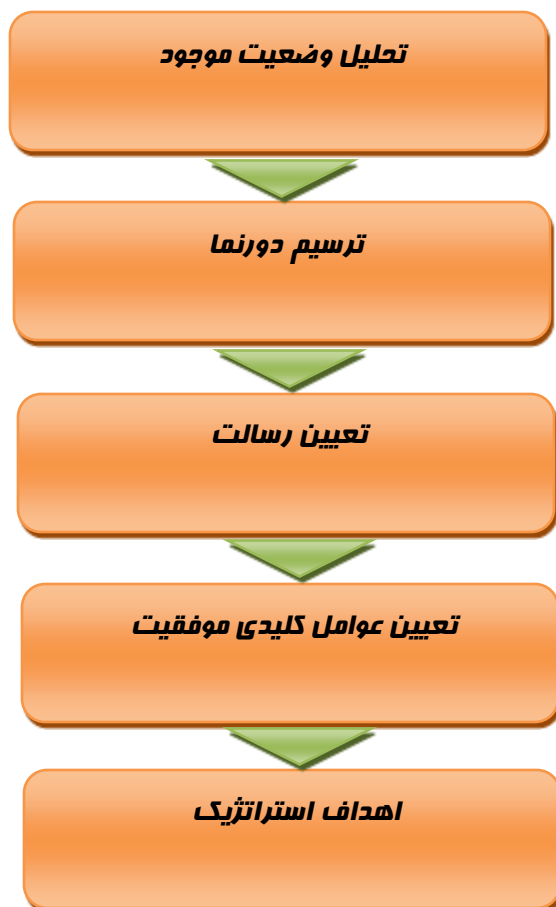 تحلیل وضعیت موجود
ترسیم دورنما
تعیین رسالت
تعیین عوامل کلیدی موفقیت
اهداف استراتژیک